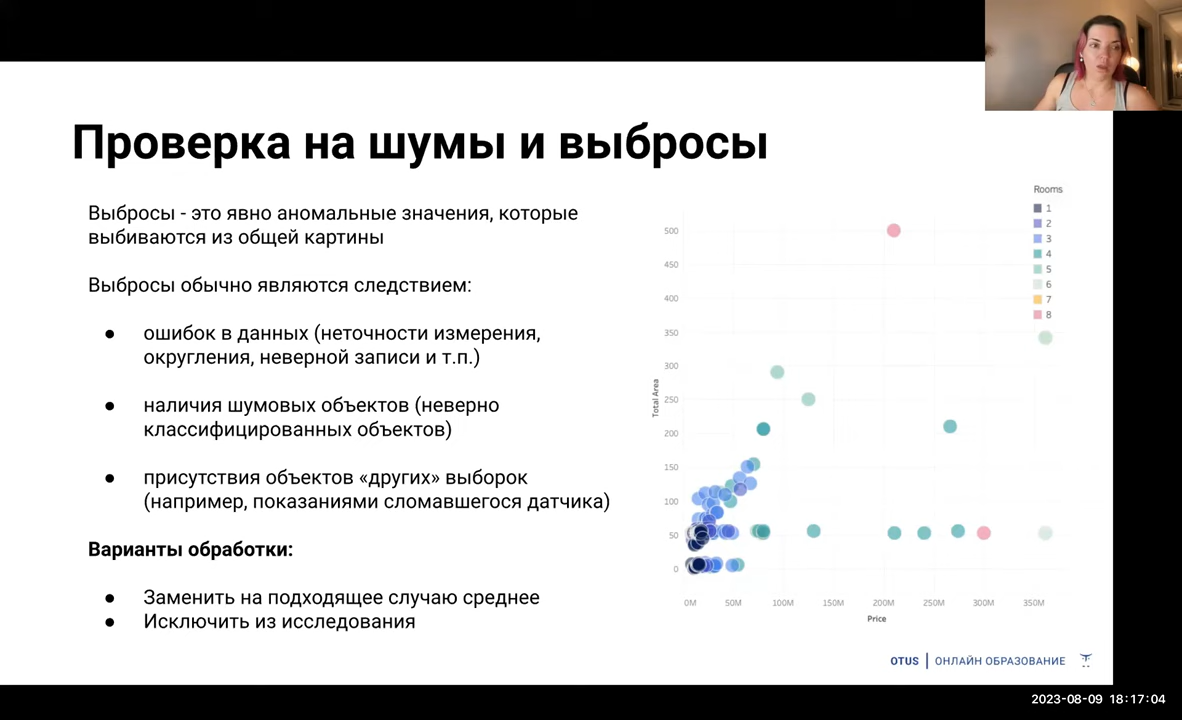 Проверка на шумы и выбросы
Выбросы - это явно аномальные значения, которые
выбиваются из общей картины
Выбросы обычно являются следствием:
● ошибок в данных (неточности измерения,
округления, неверной записи и т.п.)
● наличия шумовых объектов (неверно
классифицированных объектов)
● присутствия объектов «других» выборок
(например, показаниями сломавшегося датчика)
Варианты обработки:
● Заменить на подходящее случаю среднее
● Исключить из исследования
Rooms
1
2
3
4
5
6
7
8
Total Area
500
450
400
350
300
250
200
150
100
50
0
0M 50M 100M 150M 200M 250M 300M 350M
Price
OTUS | ОНЛАЙН ОБРАЗОВАНИЕ
2023-08-09 18:17:04